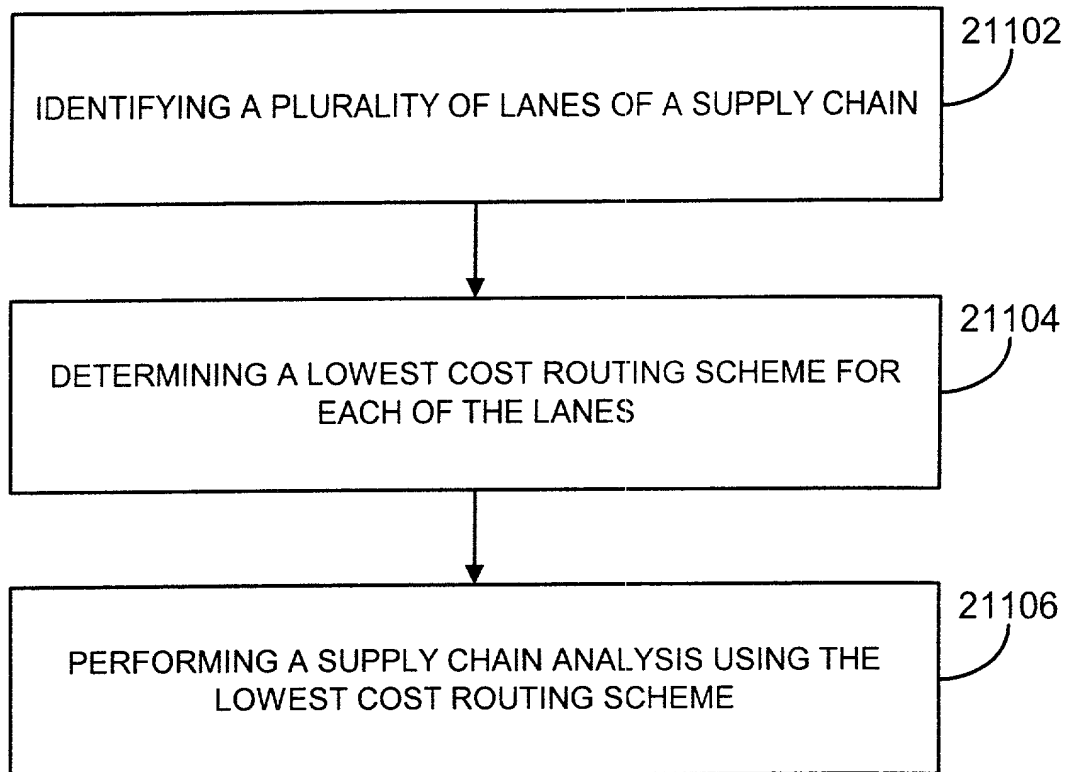 21102
IDENTIFYING A PLURALITY OF LANES OF A SUPPLY CHAIN
21104
DETERMINING A LOWEST COST ROUTING SCHEME FOR
EACH OF THE LANES
21106
PERFORMING A SUPPLY CHAIN ANALYSIS USING THE
LOWEST COST ROUTING SCHEME